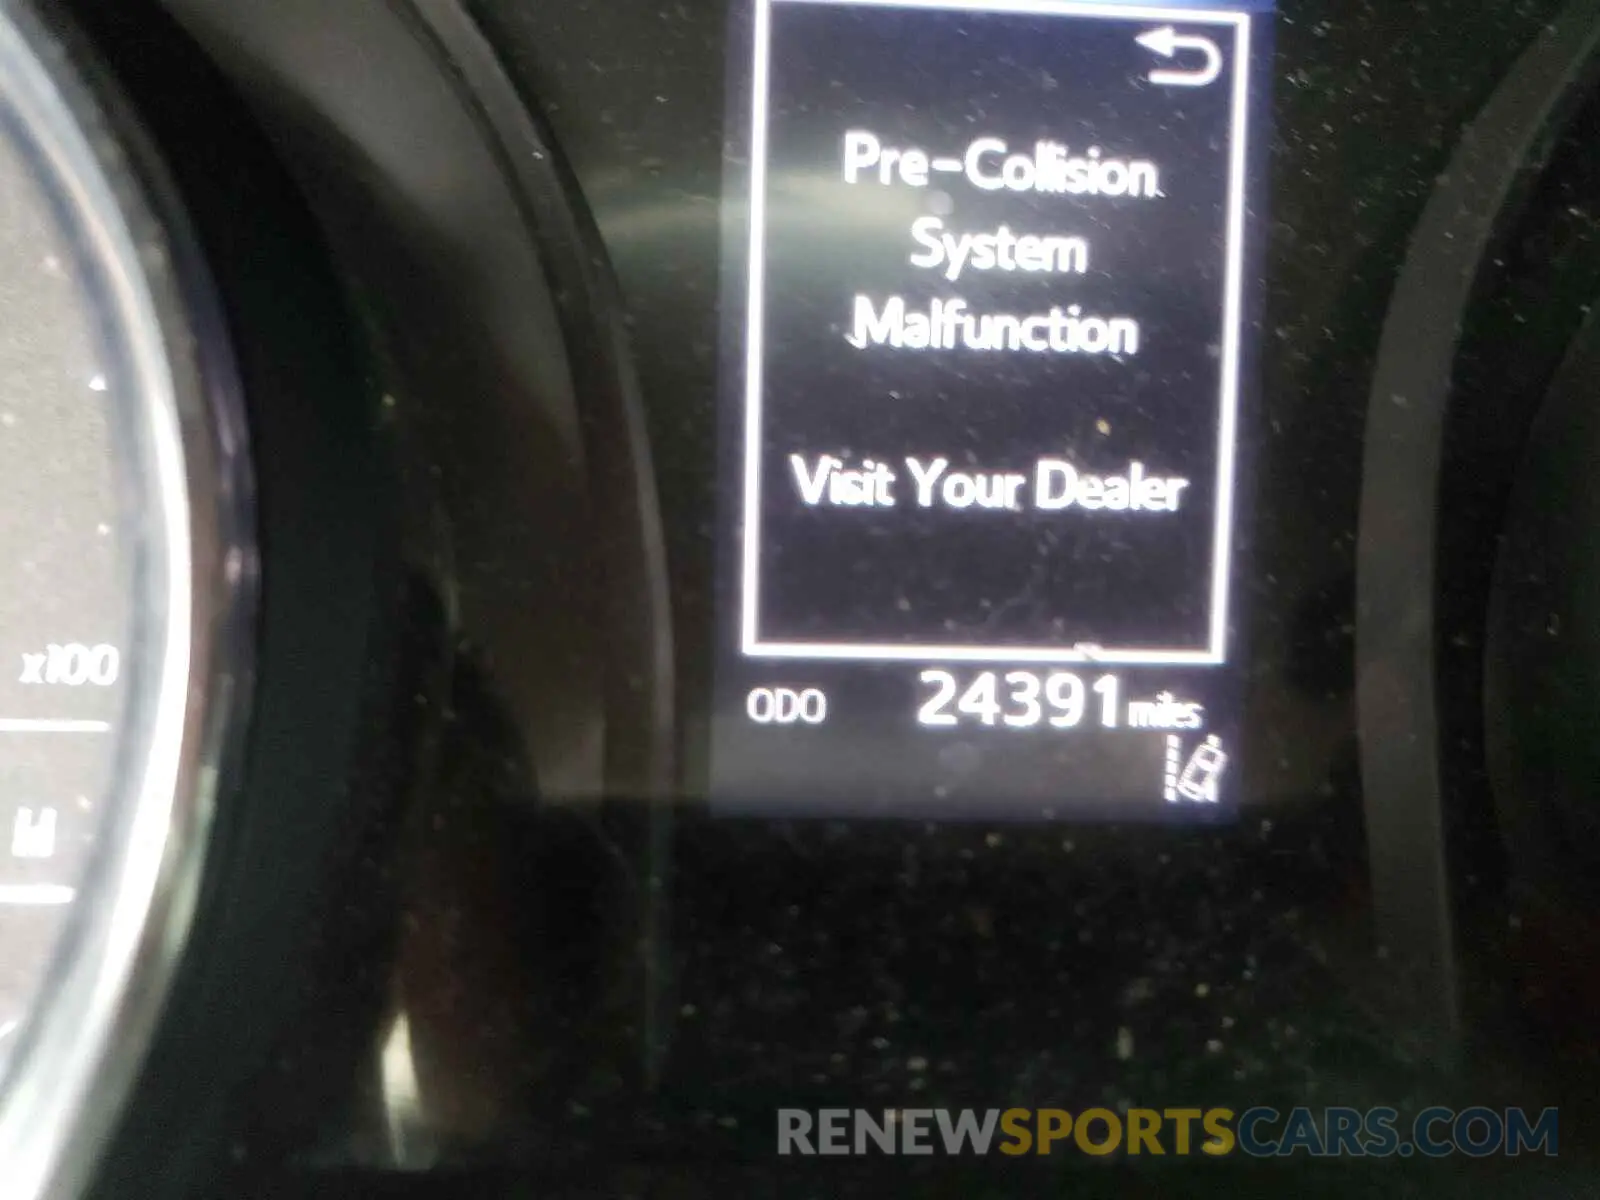 Pre-Collision
System
Malfunction
Visit Your Dealer
x100
ODO 24391 miles
RENEWSPORTSCARS.COM